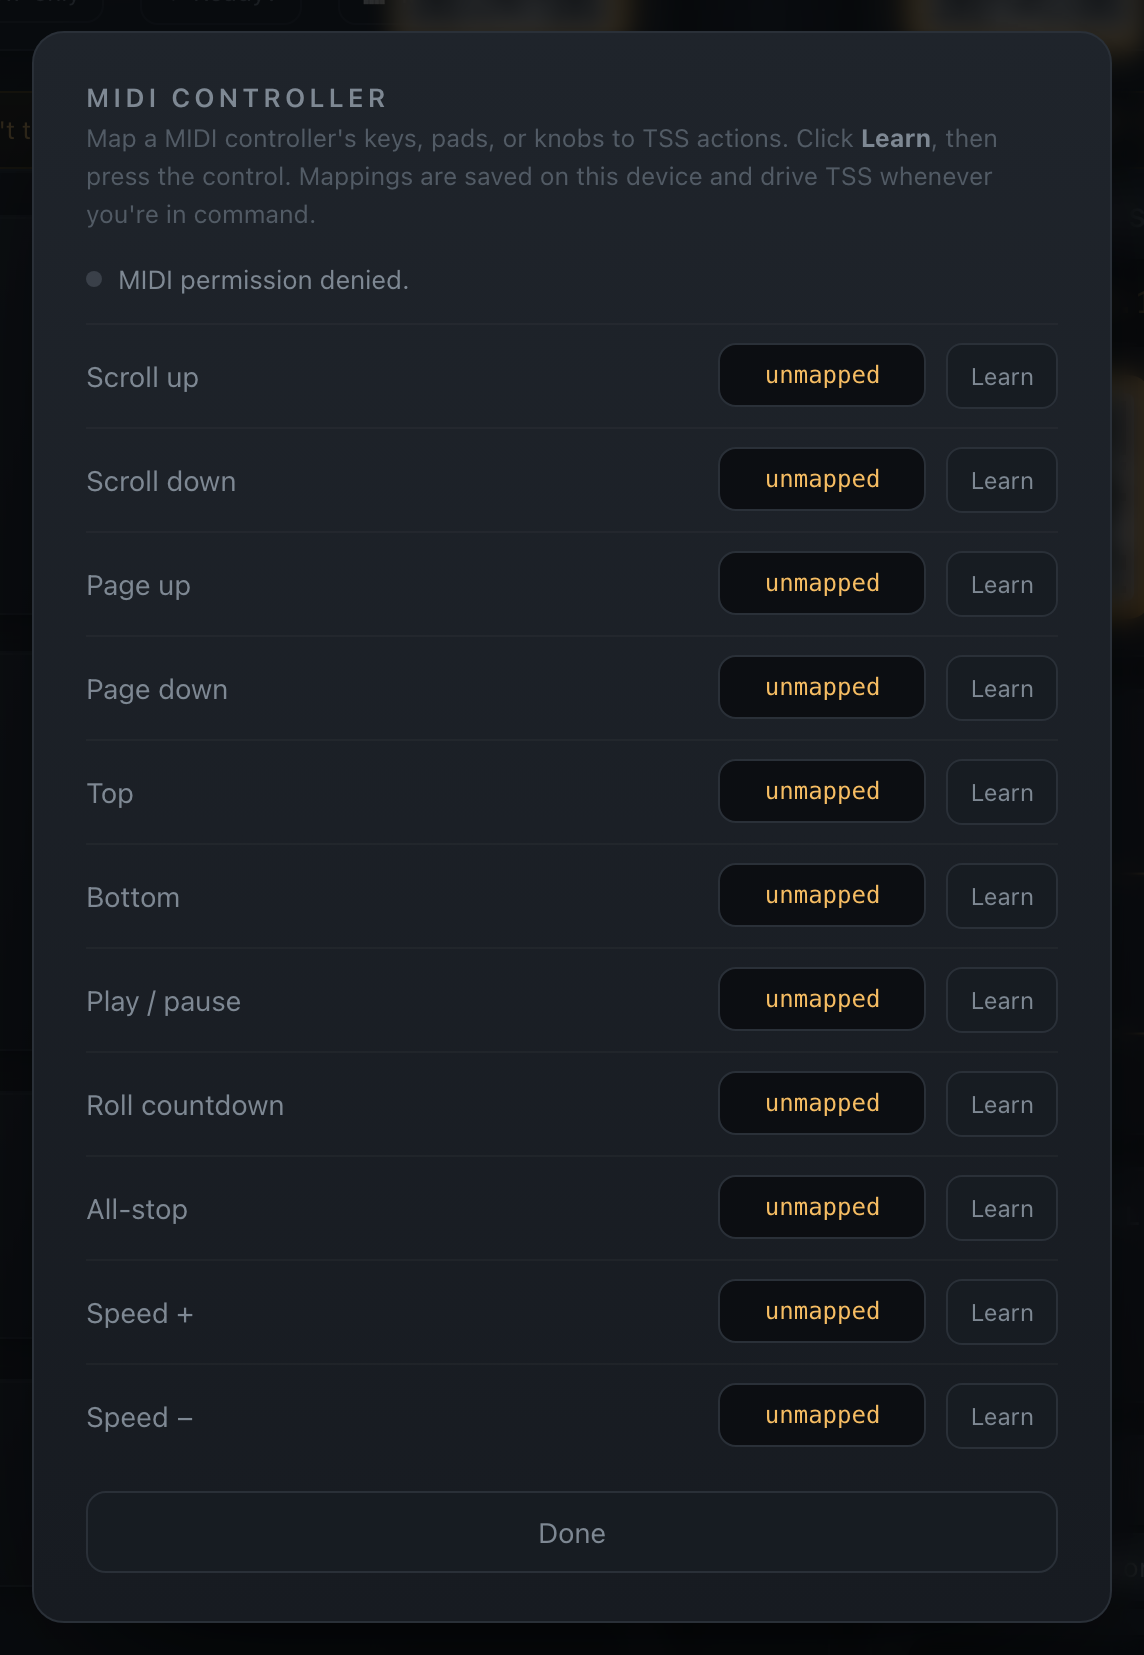 MIDI CONTROLLER
Map a MIDI controller's keys, pads, or knobs to TSS actions. Click Learn, then
press the control. Mappings are saved on this device and drive TSS whenever
you're in command.
MIDI permission denied.
Scroll up unmapped Learn
Scroll down unmapped Learn
Page up unmapped Learn
Page down unmapped Learn
Top unmapped Learn
Bottom unmapped Learn
Play / pause unmapped Learn
Roll countdown unmapped Learn
All-stop unmapped Learn
Speed + unmapped Learn
Speed – unmapped Learn
Done